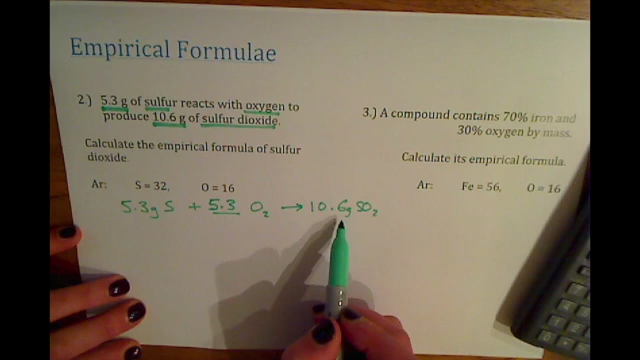 Empirical Formulae
2.) 5.3 g of sulfur reacts with oxygen to
produce 10.6 g of sulfur dioxide.
Calculate the empirical formula of sulfur
dioxide.
Ar: S = 32, O = 16
5.3g S + 5.3 O₂ → 10.6g SO₂
3.) A compound contains 70% iron and
30% oxygen by mass.
Calculate its empirical formula.
Ar: Fe = 56, O = 16